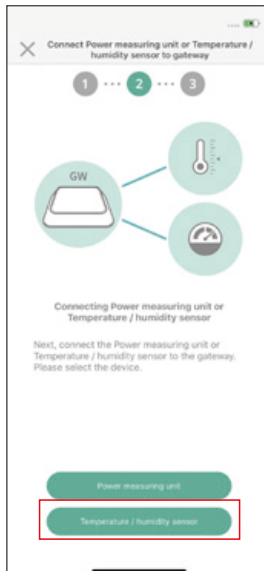 Connect Power measuring unit or Temperature /
humidity sensor to gateway
1 ... 2 ... 3
GW
Connecting Power measuring unit or
Temperature / humidity sensor
Next, connect the Power measuring unit or
Temperature / humidity sensor to the gateway.
Please select the device.
Power measuring unit
Temperature / humidity sensor